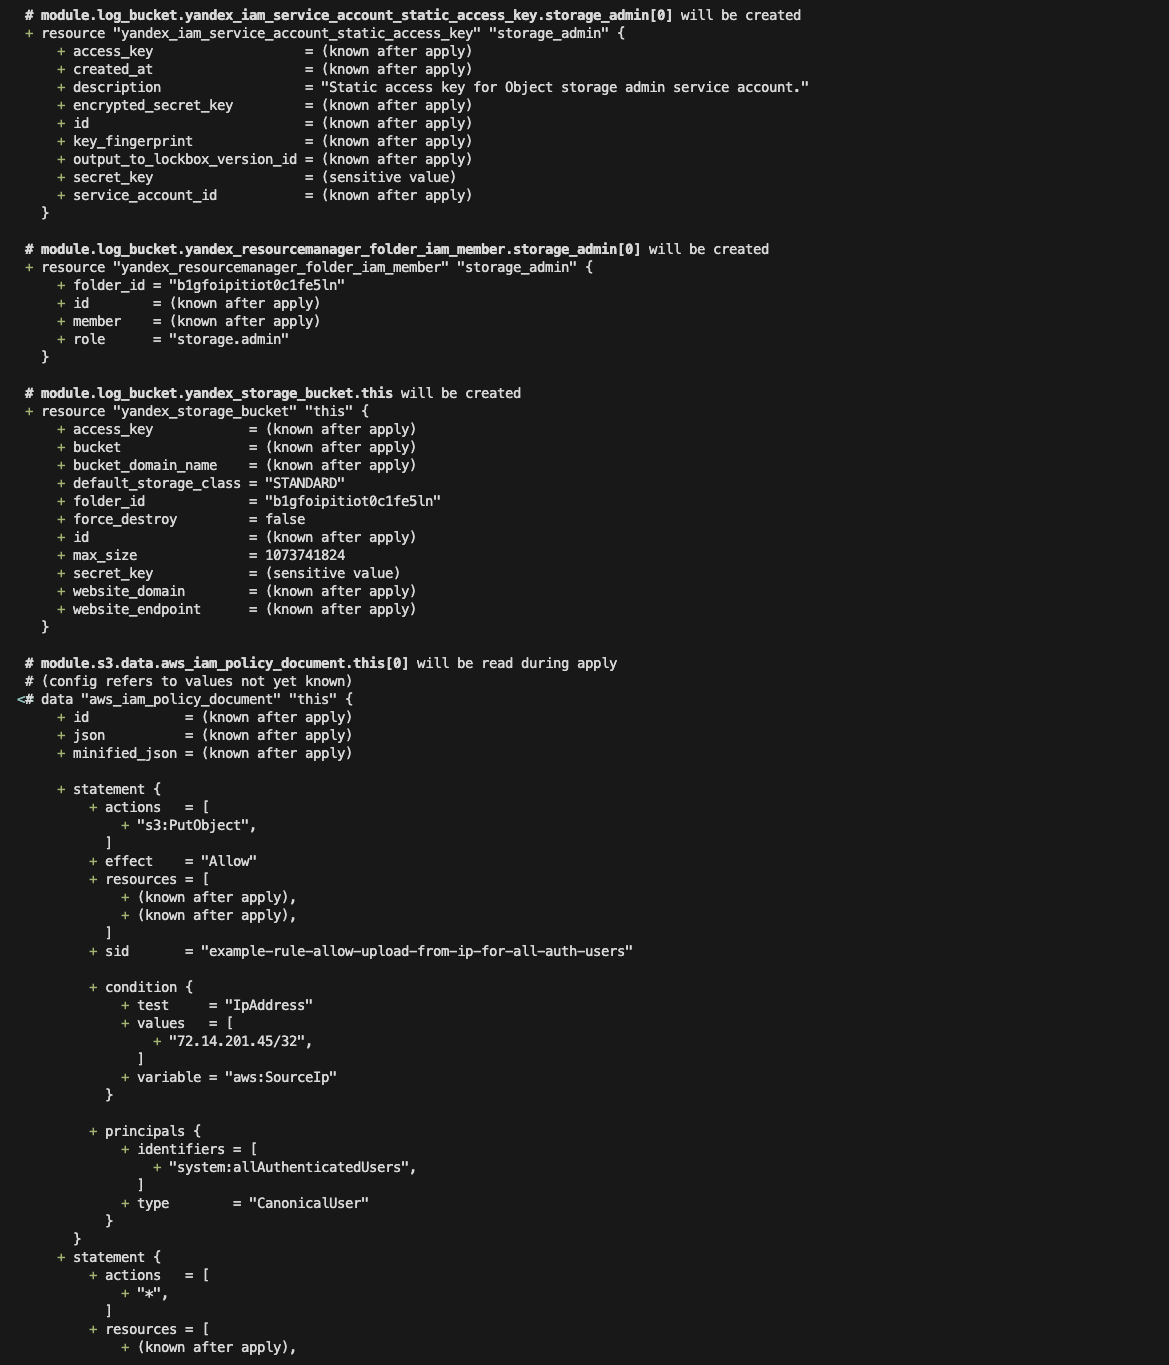 # module.log_bucket.yandex_iam_service_account_static_access_key.storage_admin[0] will be created
+ resource "yandex_iam_service_account_static_access_key" "storage_admin" {
+ access_key = (known after apply)
+ created_at = (known after apply)
+ description = "Static access key for Object storage admin service account."
+ encrypted_secret_key = (known after apply)
+ id = (known after apply)
+ key_fingerprint = (known after apply)
+ output_to_lockbox_version_id = (known after apply)
+ secret_key = (sensitive value)
+ service_account_id = (known after apply)
}
# module.log_bucket.yandex_resourcemanager_folder_iam_member.storage_admin[0] will be created
+ resource "yandex_resourcemanager_folder_iam_member" "storage_admin" {
+ folder_id = "b1gfoipitiot0c1fe5ln"
+ id = (known after apply)
+ member = (known after apply)
+ role = "storage.admin"
}
# module.log_bucket.yandex_storage_bucket.this will be created
+ resource "yandex_storage_bucket" "this" {
+ access_key = (known after apply)
+ bucket = (known after apply)
+ bucket_domain_name = (known after apply)
+ default_storage_class = "STANDARD"
+ folder_id = "b1gfoipitiot0c1fe5ln"
+ force_destroy = false
+ id = (known after apply)
+ max_size = 1073741824
+ secret_key = (sensitive value)
+ website_domain = (known after apply)
+ website_endpoint = (known after apply)
}
# module.s3.data.aws_iam_policy_document.this[0] will be read during apply
# (config refers to values not yet known)
<# data "aws_iam_policy_document" "this" {
+ id = (known after apply)
+ json = (known after apply)
+ minified_json = (known after apply)
+ statement {
+ actions = [
+ "s3:PutObject",
]
+ effect = "Allow"
+ resources = [
+ (known after apply),
+ (known after apply),
]
+ sid = "example-rule-allow-upload-from-ip-for-all-auth-users"
+ condition {
+ test = "IpAddress"
+ values = [
+ "72.14.201.45/32",
]
+ variable = "aws:SourceIp"
}
+ principals {
+ identifiers = [
+ "system:allAuthenticatedUsers",
]
+ type = "CanonicalUser"
}
}
+ statement {
+ actions = [
+ "*",
]
+ resources = [
+ (known after apply),